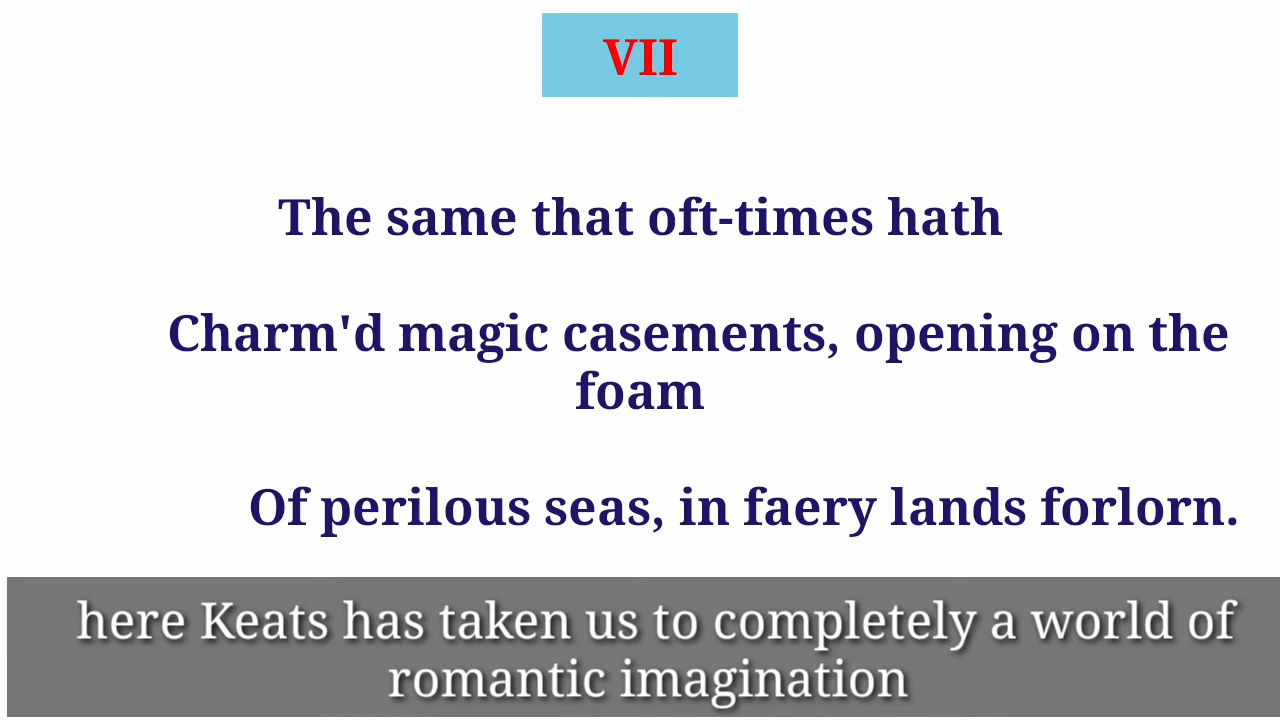 VII
The same that oft-times hath
Charm'd magic casements, opening on the
foam
Of perilous seas, in faery lands forlorn.
here Keats has taken us to completely a world of
romantic imagination